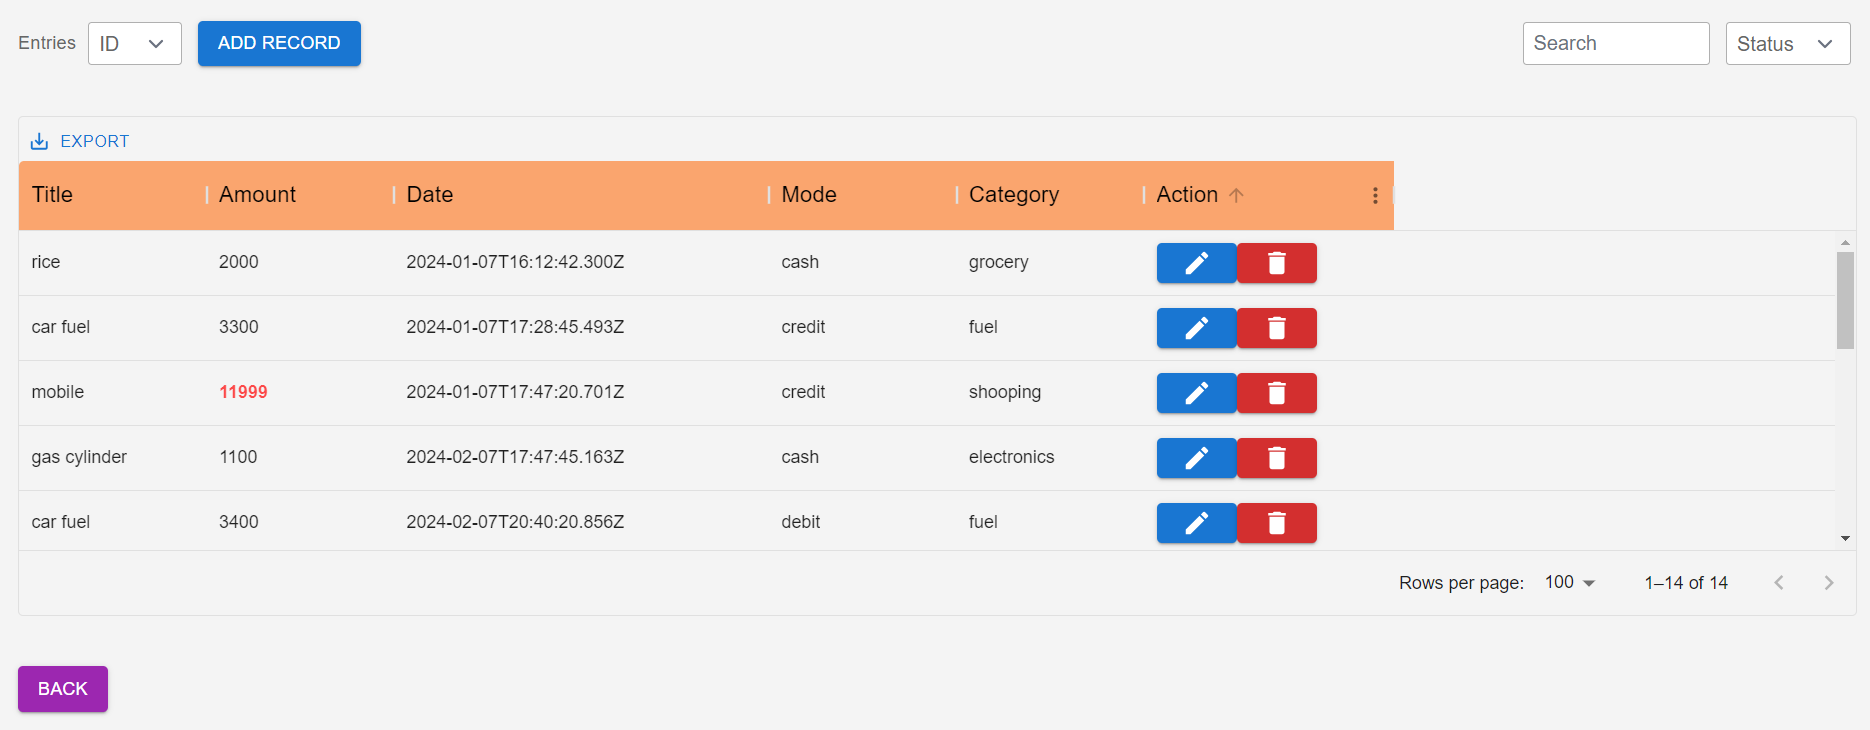 Entries ID ADD RECORD Search Status
EXPORT
Title Amount Date Mode Category Action
rice 2000 2024-01-07T16:12:42.300Z cash grocery
car fuel 3300 2024-01-07T17:28:45.493Z credit fuel
mobile 11999 2024-01-07T17:47:20.701Z credit shooping
gas cylinder 1100 2024-02-07T17:47:45.163Z cash electronics
car fuel 3400 2024-02-07T20:40:20.856Z debit fuel
Rows per page: 100 1–14 of 14
BACK